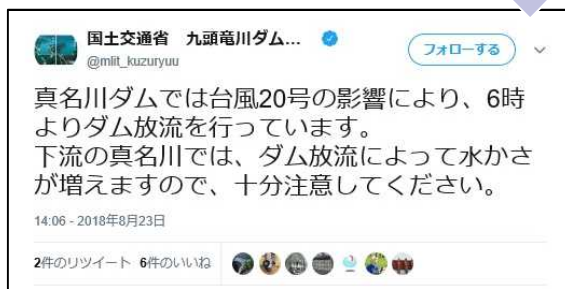 国土交通省 九頭竜川ダム...
@mlit_kuzuryuu
フォローする
真名川ダムでは台風20号の影響により、6時
よりダム放流を行っています。
下流の真名川では、ダム放流によって水かさ
が増えますので、十分注意してください。
14:06 - 2018年8月23日
2件のリツイート 6件のいいね